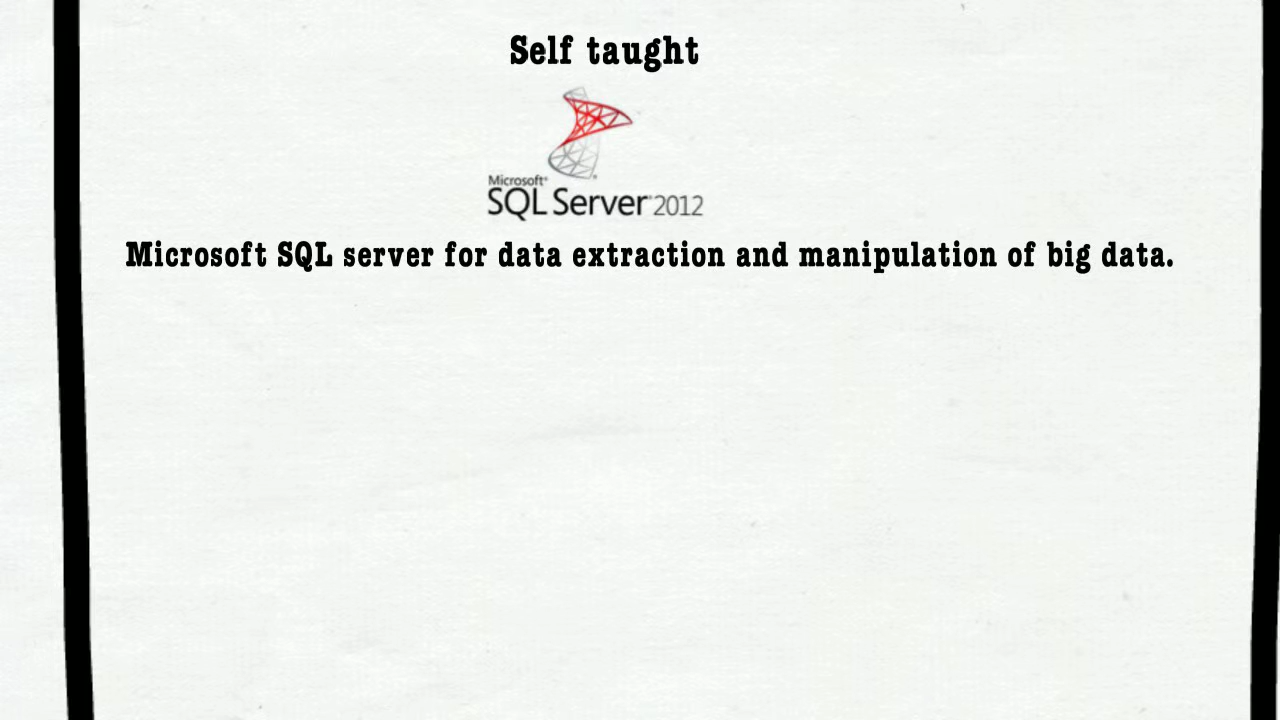 Self taught
Microsoft®
SQL Server® 2012
Microsoft SQL server for data extraction and manipulation of big data.